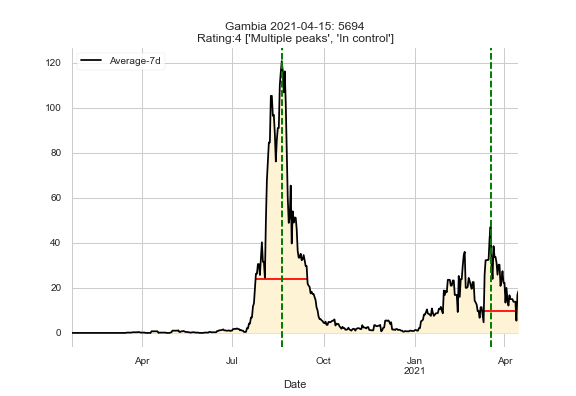 Gambia 2021-04-15: 5694
Rating:4 ['Multiple peaks', 'In control']
Average-7d
120
100
80
60
40
20
0
Apr Jul Oct Jan Apr
2021
Date